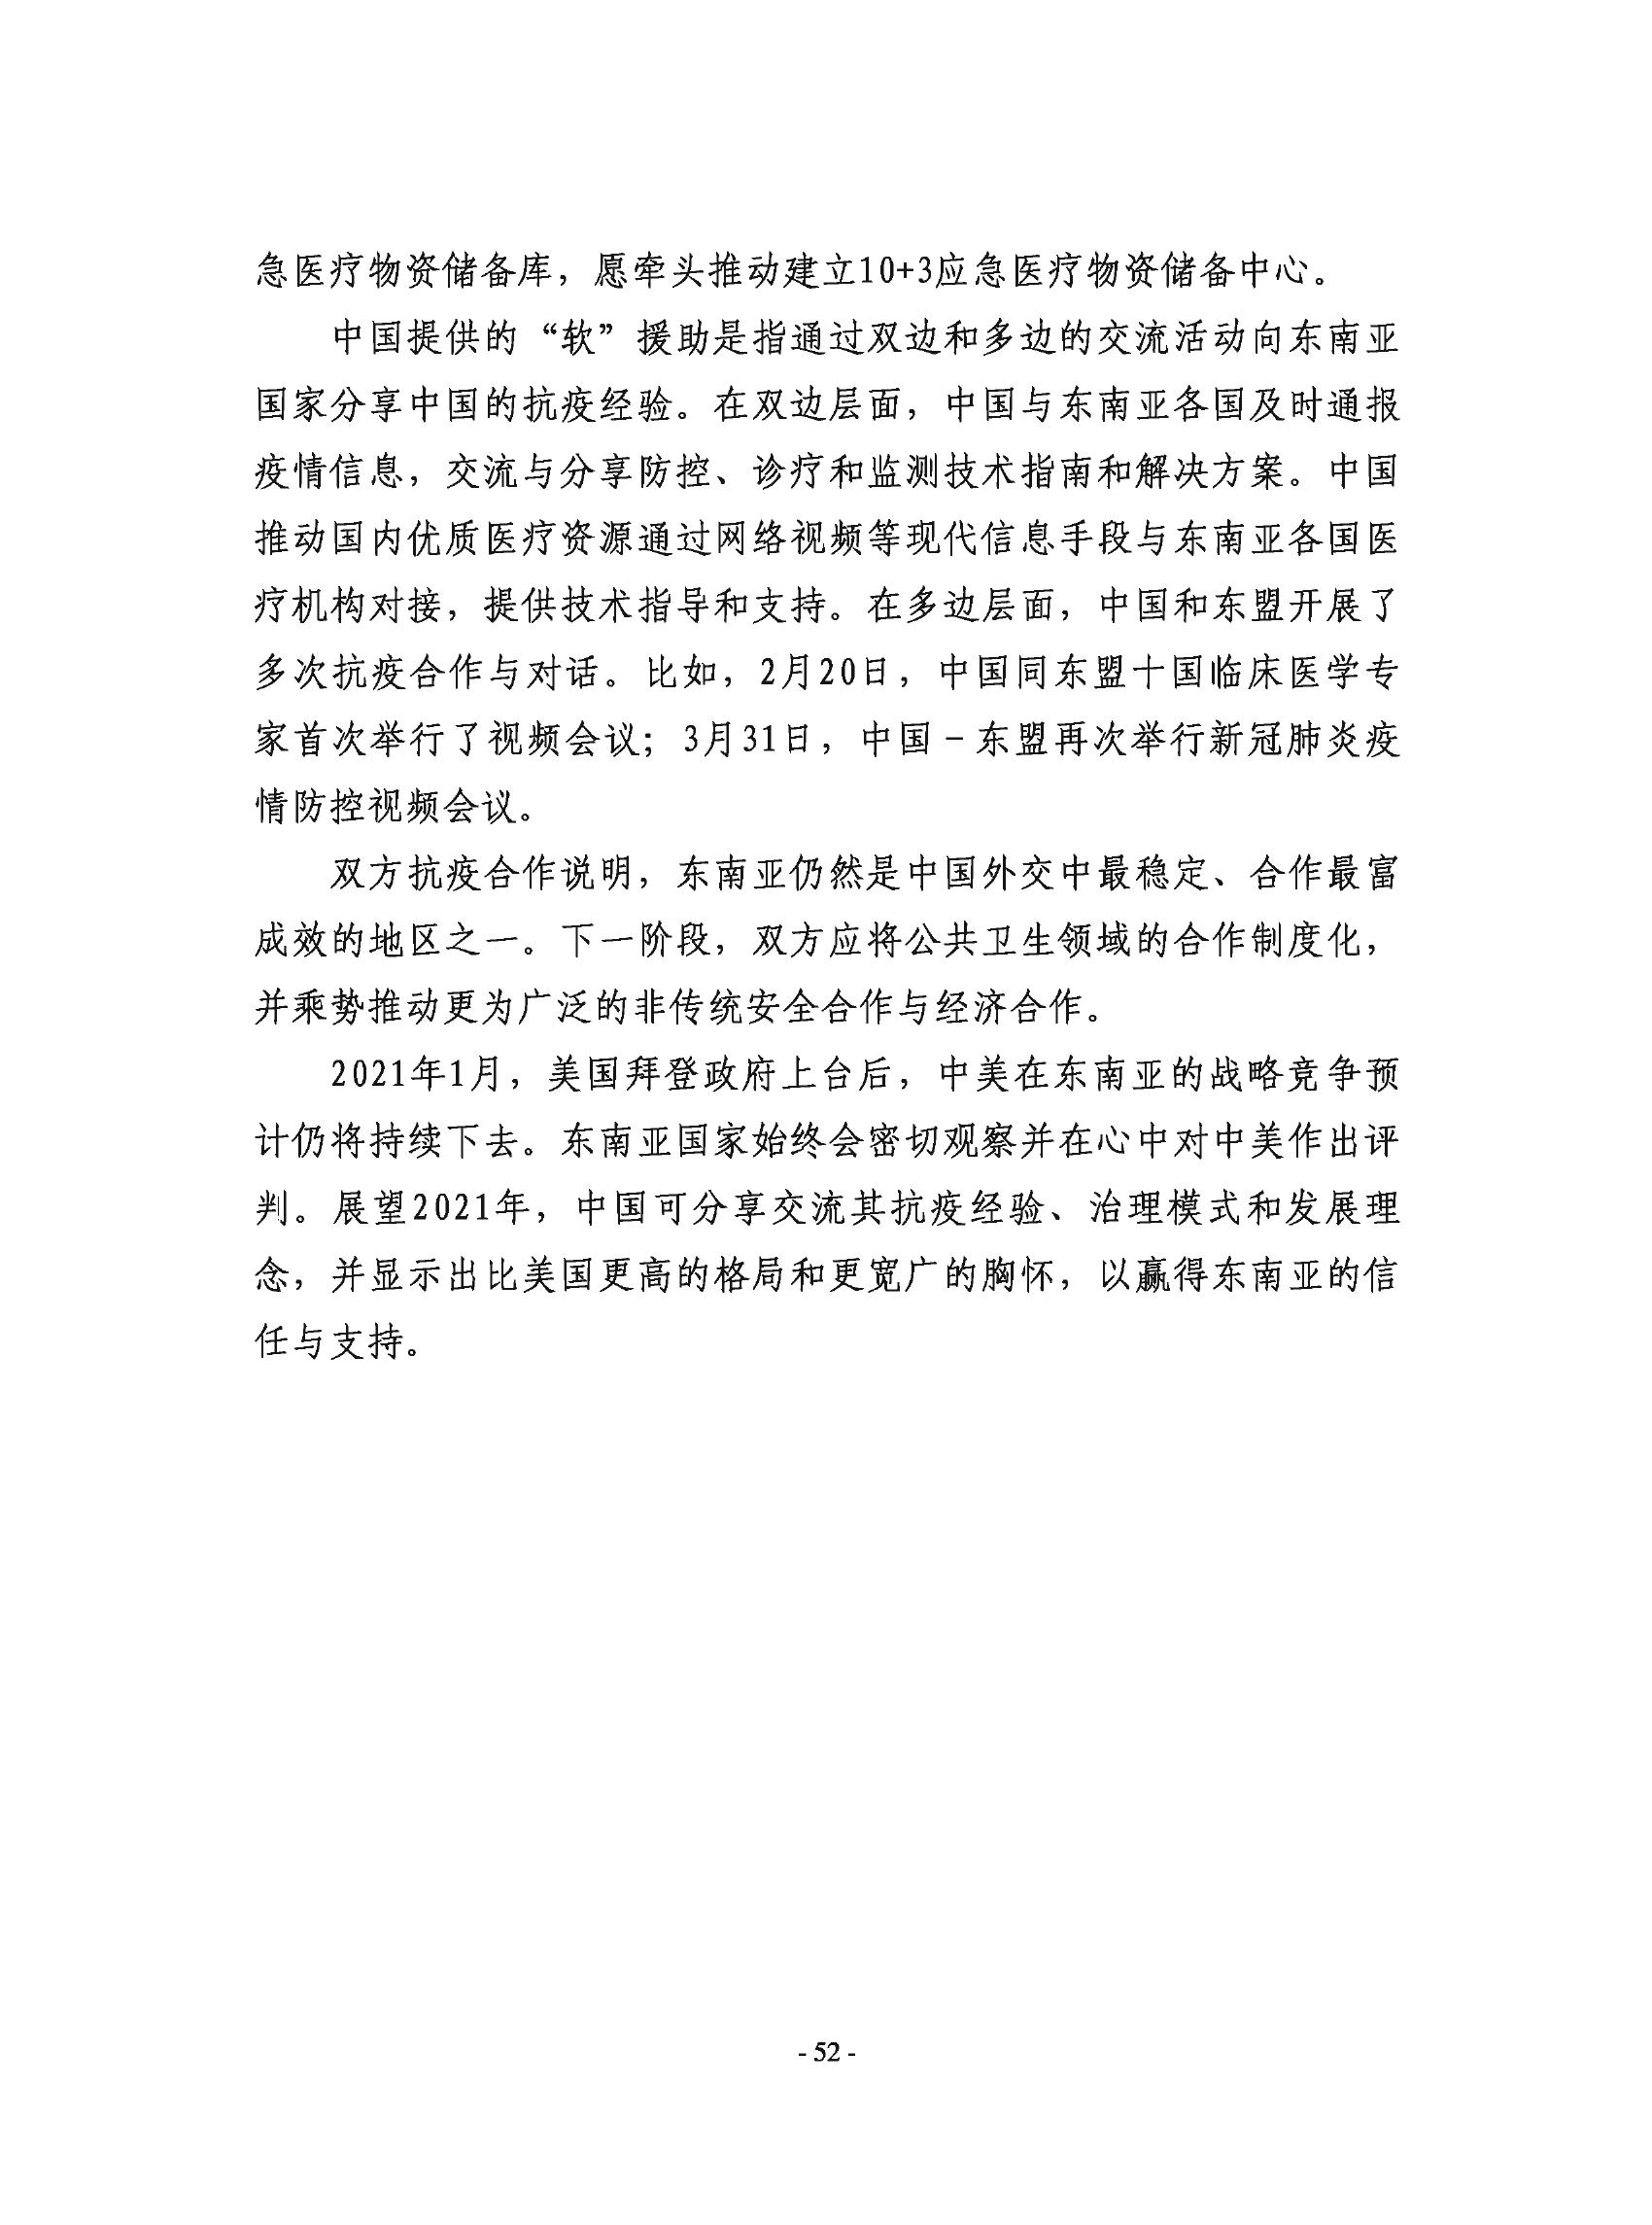 急医疗物资储备库，愿牵头推动建立10+3应急医疗物资储备中心。
中国提供的“软”援助是指通过双边和多边的交流活动向东南亚
国家分享中国的抗疫经验。在双边层面，中国与东南亚各国及时通报
疫情信息，交流与分享防控、诊疗和监测技术指南和解决方案。中国
推动国内优质医疗资源通过网络视频等现代信息手段与东南亚各国医
疗机构对接，提供技术指导和支持。在多边层面，中国和东盟开展了
多次抗疫合作与对话。比如，2月20日，中国同东盟十国临床医学专
家首次举行了视频会议；3月31日，中国－东盟再次举行新冠肺炎疫
情防控视频会议。
双方抗疫合作说明，东南亚仍然是中国外交中最稳定、合作最富
成效的地区之一。下一阶段，双方应将公共卫生领域的合作制度化，
并乘势推动更为广泛的非传统安全合作与经济合作。
2021年1月，美国拜登政府上台后，中美在东南亚的战略竞争预
计仍将持续下去。东南亚国家始终会密切观察并在心中对中美作出评
判。展望2021年，中国可分享交流其抗疫经验、治理模式和发展理
念，并显示出比美国更高的格局和更宽广的胸怀，以赢得东南亚的信
任与支持。
- 52 -